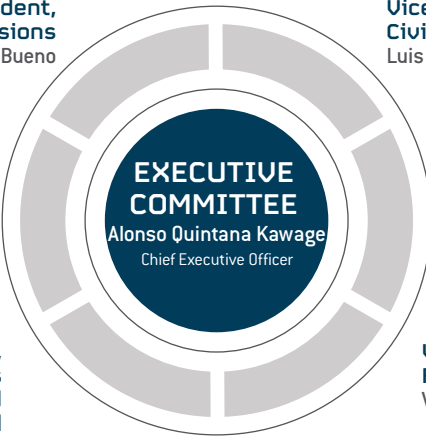 dent,
sions
Bueno
Vice
Civi
Luis
EXECUTIVE
COMMITTEE
Alonso Quintana Kawage
Chief Executive Officer